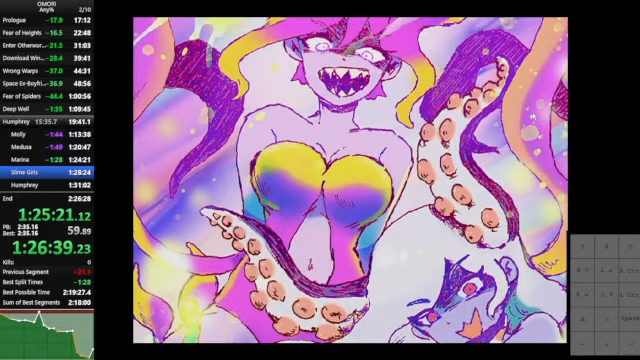 OMORI
Any% 2/10
Prologue -17.9 17:12
Fear of Heights -16.5 22:48
Enter Otherwor... -21.3 31:03
Download Win... -28.4 39:41
Wrong Warps -37.0 44:31
Space Ex-Boyfri... -36.9 48:56
Fear of Spiders -44.4 1:00:56
Deep Well -1:35 1:09:45
Humphrey 15:35.7 19:41.1
Molly -1:44 1:13:38
Medusa -1:49 1:20:47
Marina -1:28 1:24:21
Slime Girls 1:28:24
Humphrey 1:31:02
End 2:26:28
1:25:21.12
PB: 2:35.16
Best: 2:35.16 59.89
1:26:39.23
Kills: 0
Previous Segment +21.1
Best Split Times -1:28
Best Possible Time 2:19:27.4
Sum of Best Segments 2:18:00